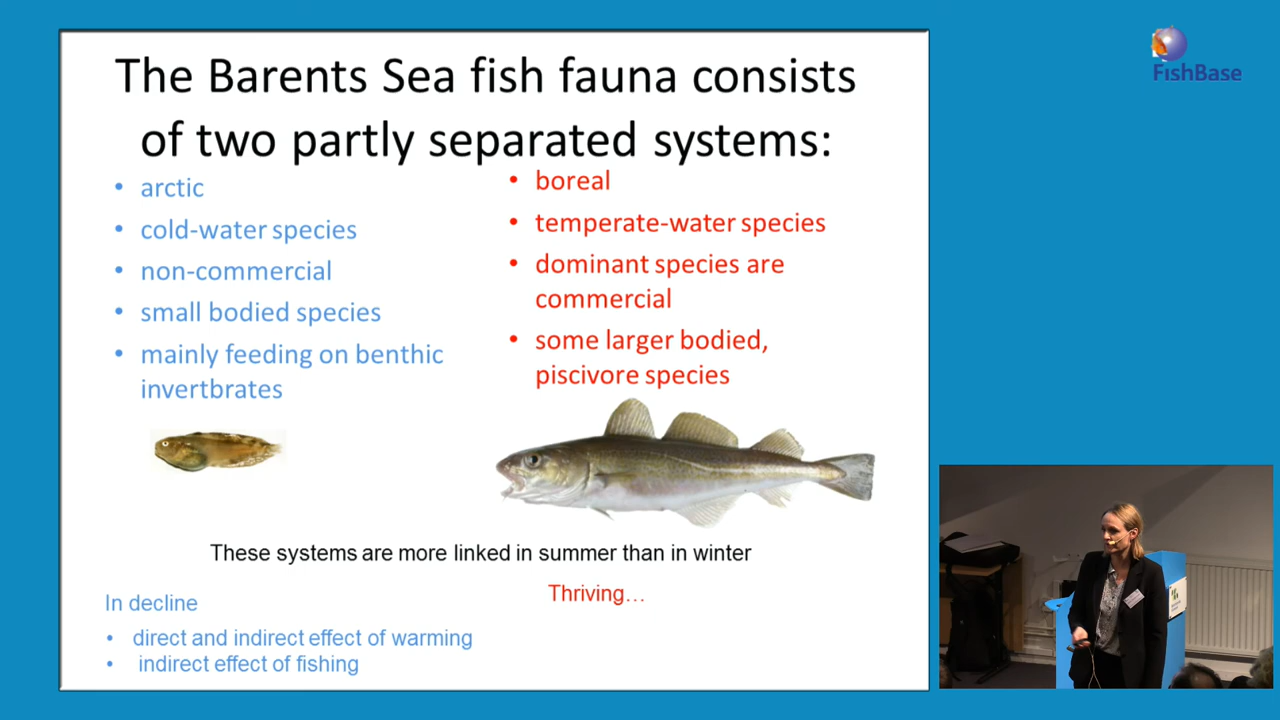 The Barents Sea fish fauna consists
of two partly separated systems:
• arctic
• cold-water species
• non-commercial
• small bodied species
• mainly feeding on benthic
invertbrates
• boreal
• temperate-water species
• dominant species are
commercial
• some larger bodied,
piscivore species
These systems are more linked in summer than in winter
In decline
• direct and indirect effect of warming
• indirect effect of fishing
Thriving…
FishBase